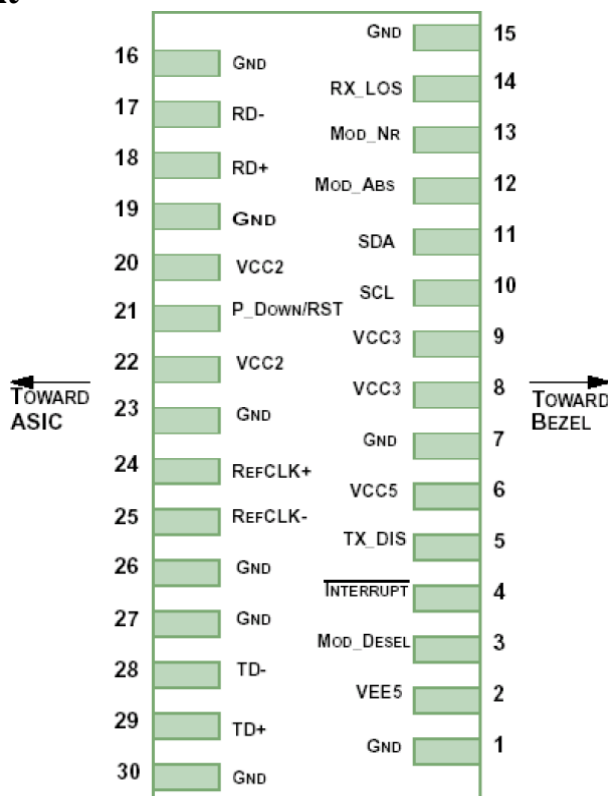 GND 15
16 GND
RX_LOS 14
17 RD-
MOD_NR 13
18 RD+
MOD_ABS 12
19 GND
SDA 11
20 VCC2
SCL 10
21 P_DOWN/RST
VCC3 9
22 VCC2
VCC3 8
TOWARD
ASIC
TOWARD
BEZEL
23 GND
GND 7
24 REFCLK+
VCC5 6
25 REFCLK-
TX_DIS 5
26 GND
INTERRUPT 4
27 GND
MOD_DESEL 3
28 TD-
VEE5 2
29 TD+
GND 1
30 GND